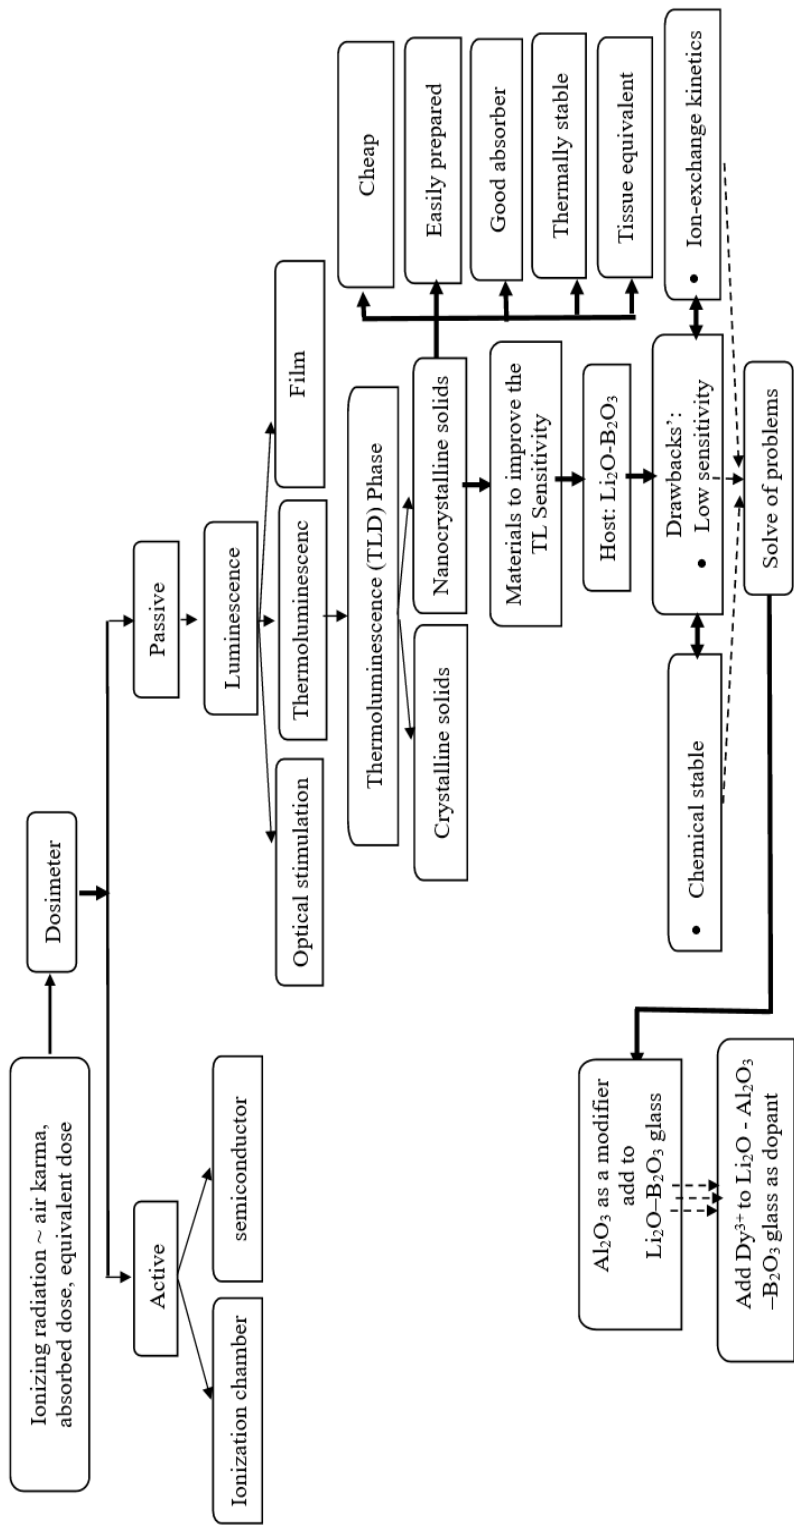 Ionizing radiation ~ air karma,
absorbed dose, equivalent dose
Dosimeter
Active
Passive
Ionization chamber
semiconductor
Luminescence
Optical stimulation
Thermoluminescenc
Film
Thermoluminescence (TLD) Phase
Crystalline solids
Nanocrystalline solids
Cheap
Easily prepared
Good absorber
Thermally stable
Tissue equivalent
Materials to improve the
TL Sensitivity
Host: Li₂O-B₂O₃
• Chemical stable
Drawbacks’:
• Low sensitivity
• Ion-exchange kinetics
Solve of problems
Al₂O₃ as a modifier
add to
Li₂O–B₂O₃ glass
Add Dy³⁺ to Li₂O - Al₂O₃
–B₂O₃ glass as dopant